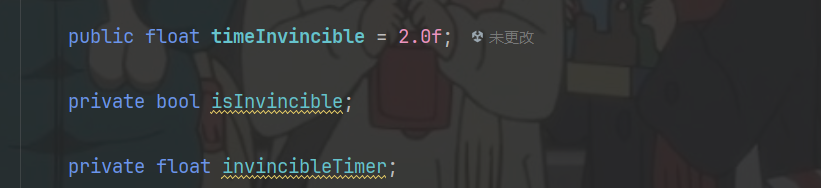 public float timeInvincible = 2.0f; 未更改
private bool isInvincible;
private float invincibleTimer;